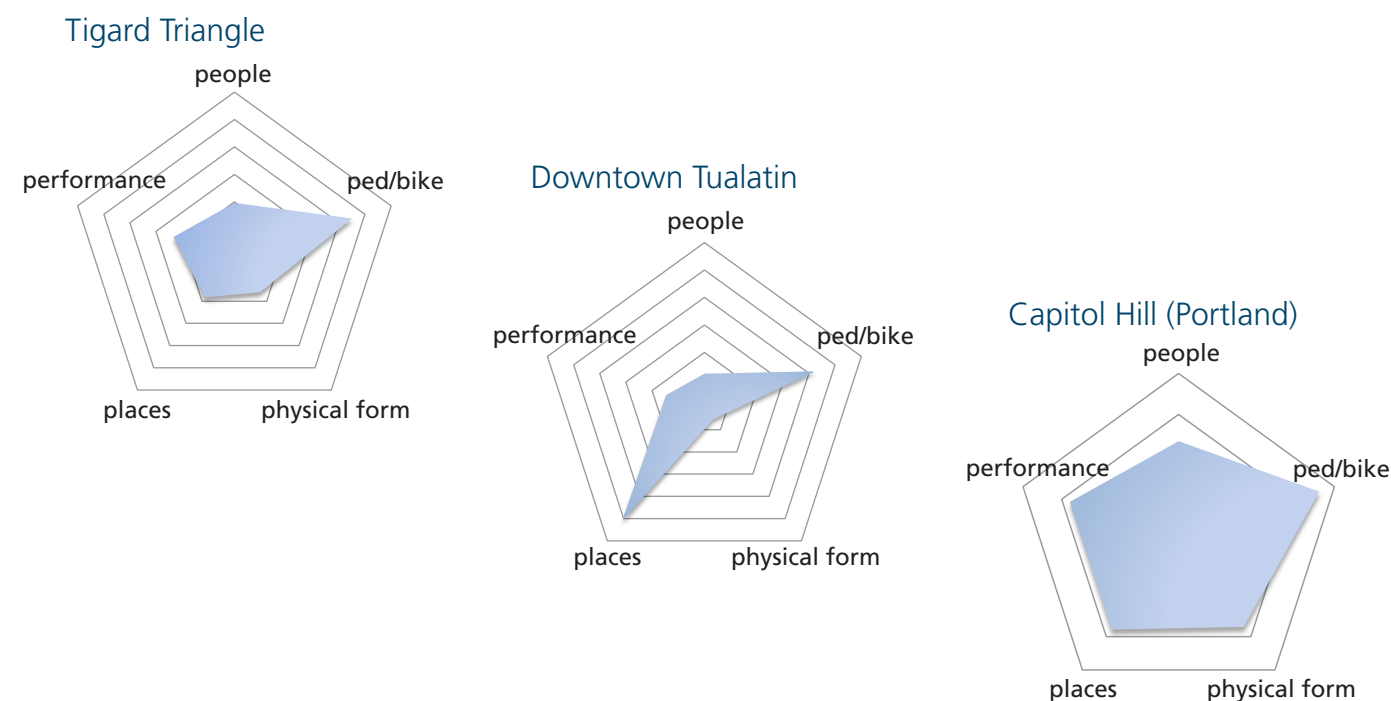 Tigard Triangle
people
performance
ped/bike
places
physical form
Downtown Tualatin
people
performance
ped/bike
places
physical form
Capitol Hill (Portland)
people
performance
ped/bike
places
physical form